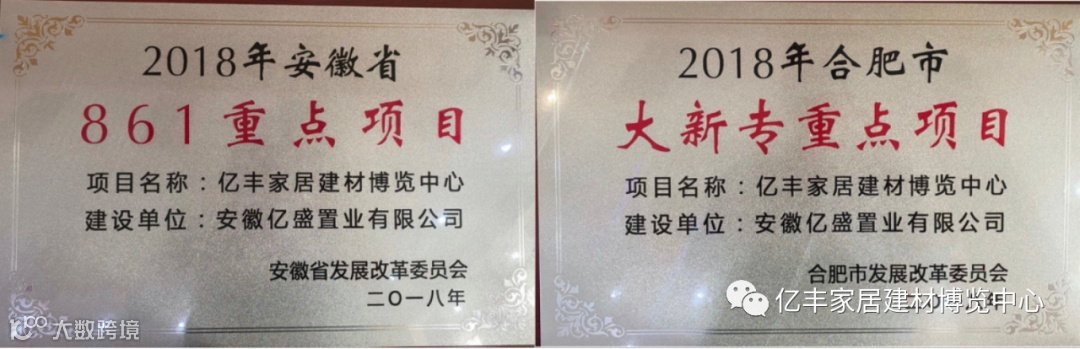 2018年安徽省
861重点项目
项目名称：亿丰家居建材博览中心
建设单位：安徽亿盛置业有限公司
安徽省发展改革委员会
二〇一八年
大数跨境
2018年合肥市
大新专重点项目
项目名称：亿丰家居建材博览中心
建设单位：安徽亿盛置业有限公司
合肥市发展改革委员会
亿丰家居建材博览中心